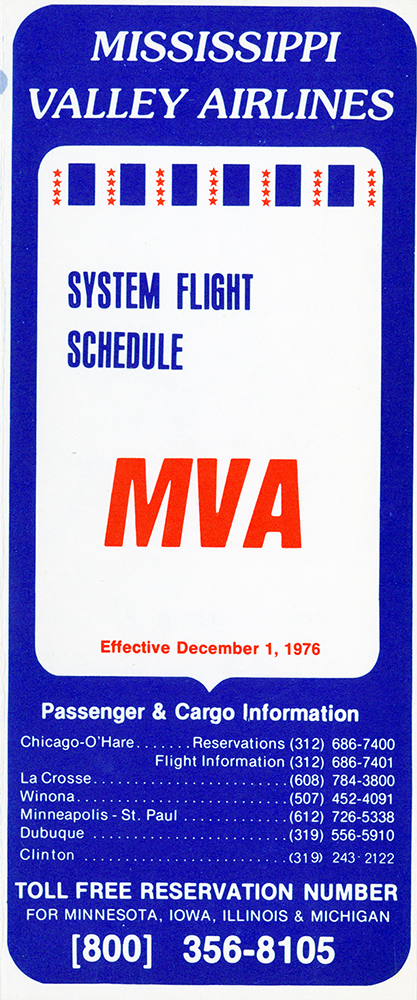 MISSISSIPPI
VALLEY AIRLINES
SYSTEM FLIGHT
SCHEDULE
MVA
Effective December 1, 1976
Passenger & Cargo Information
Chicago-O'Hare.......Reservations (312) 686-7400
Flight Information (312) 686-7401
La Crosse.........................(608) 784-3800
Winona...........................(507) 452-4091
Minneapolis - St. Paul .............(612) 726-5338
Dubuque .........................(319) 556-5910
Clinton ..........................(319) 243-2122
TOLL FREE RESERVATION NUMBER
FOR MINNESOTA, IOWA, ILLINOIS & MICHIGAN
[800] 356-8105